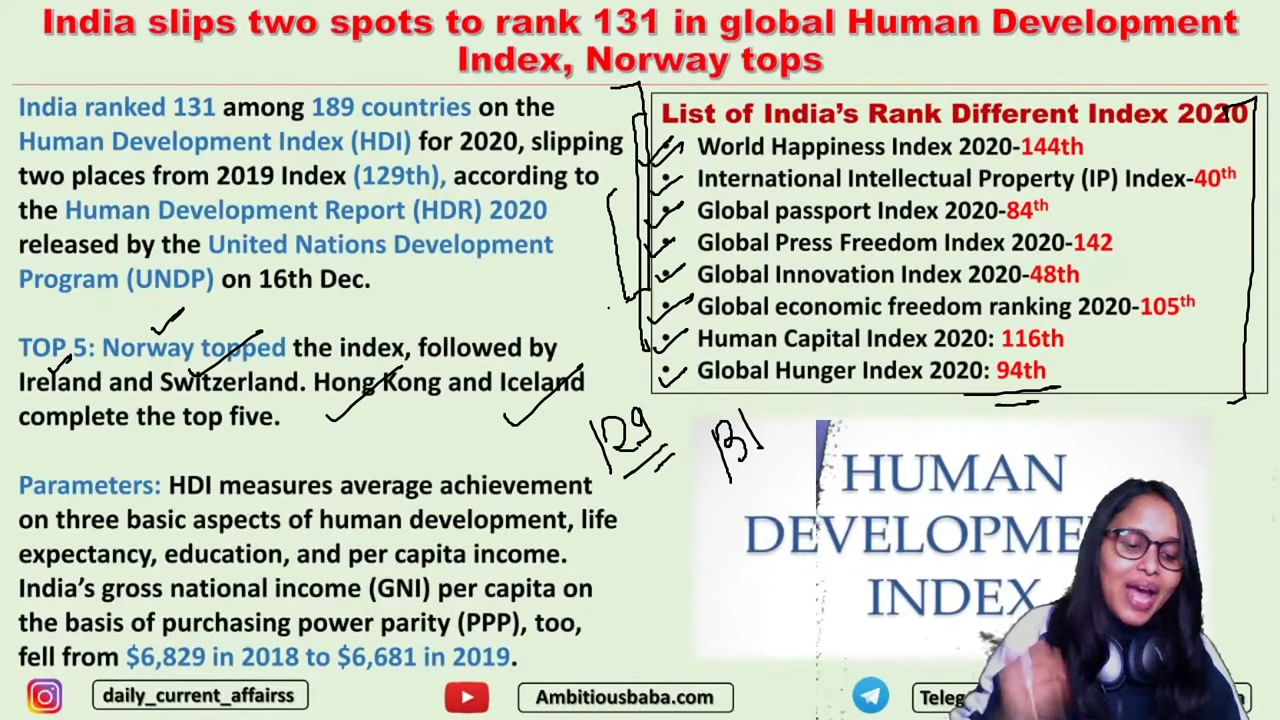 India slips two spots to rank 131 in global Human Development
Index, Norway tops
India ranked 131 among 189 countries on the
Human Development Index (HDI) for 2020, slipping
two places from 2019 Index (129th), according to
the Human Development Report (HDR) 2020
released by the United Nations Development
Program (UNDP) on 16th Dec.
TOP 5: Norway topped the index, followed by
Ireland and Switzerland. Hong Kong and Iceland
complete the top five.
Parameters: HDI measures average achievement
on three basic aspects of human development, life
expectancy, education, and per capita income.
India's gross national income (GNI) per capita on
the basis of purchasing power parity (PPP), too,
fell from $6,829 in 2018 to $6,681 in 2019.
List of India's Rank Different Index 2020
• World Happiness Index 2020-144th
• International Intellectual Property (IP) Index-40th
• Global passport Index 2020-84th
• Global Press Freedom Index 2020-142
• Global Innovation Index 2020-48th
• Global economic freedom ranking 2020-105th
• Human Capital Index 2020: 116th
• Global Hunger Index 2020: 94th
129 131
HUMAN
DEVELOPME
INDEX
daily_current_affairss
Ambitiousbaba.com
Teleg